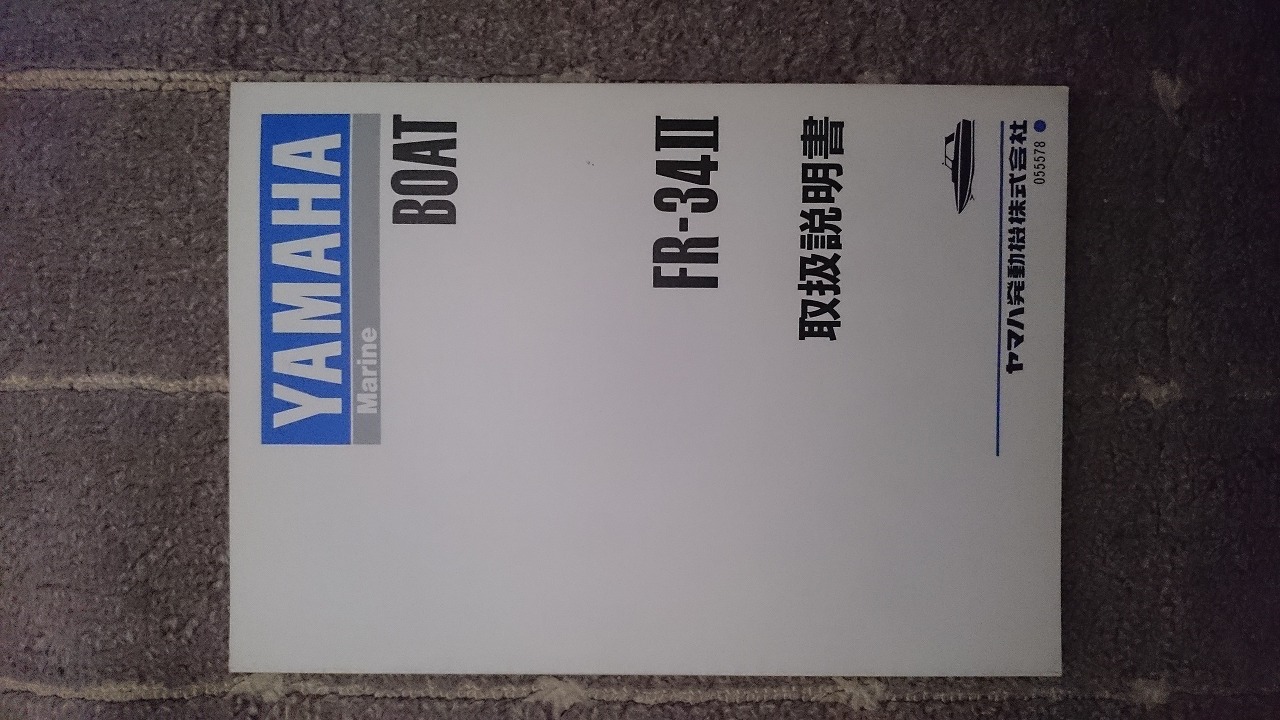 YAMAHA
Marine
BOAT
FR-34II
取扱説明書
ヤマハ発動機株式会社
055578